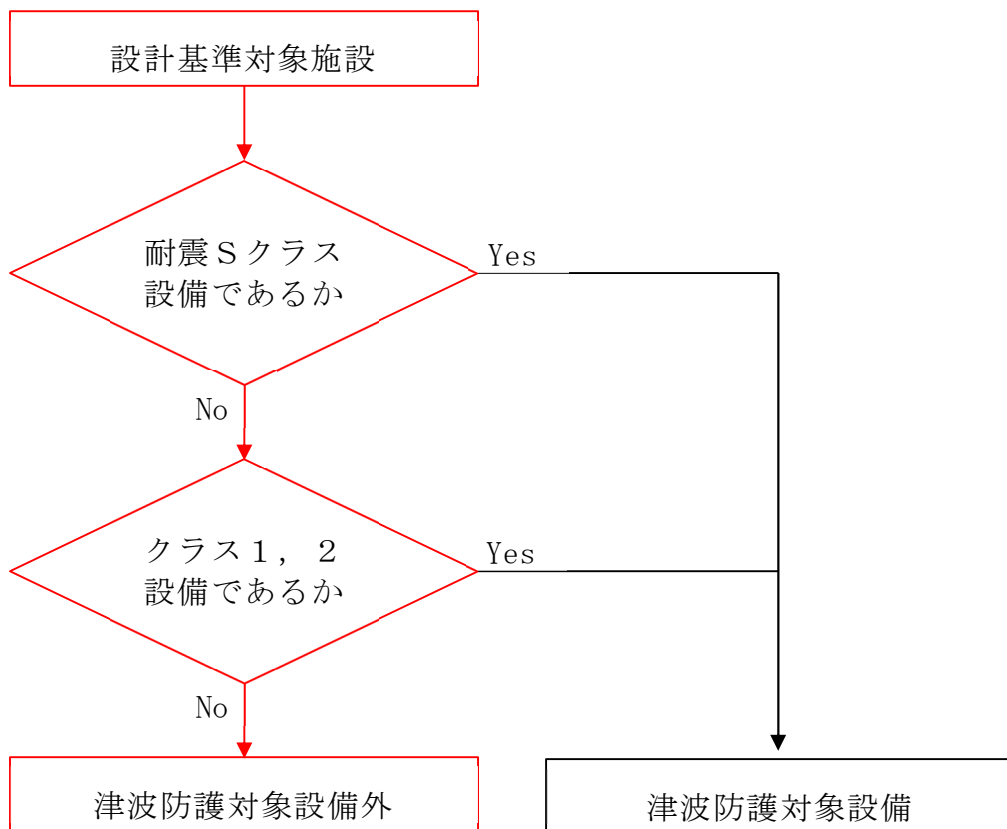 設計基準対象施設
耐震Ｓクラス
設備であるか
Yes
No
クラス１，２
設備であるか
Yes
No
津波防護対象設備外
津波防護対象設備